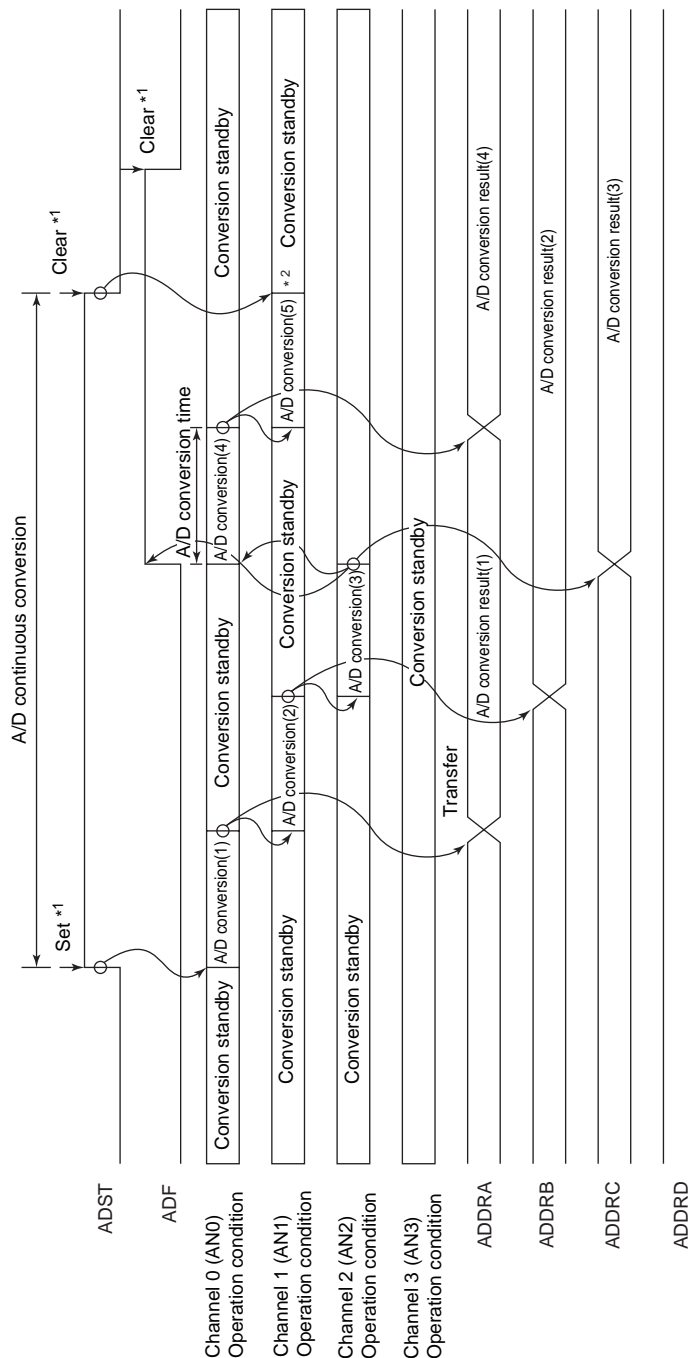 A/D continuous conversion
Set *1
Clear *1
Clear *1
ADST
ADF
A/D conversion time
Channel 0 (AN0)
Operation condition
Conversion standby
A/D conversion(1)
Conversion standby
A/D conversion(4)
Conversion standby
Channel 1 (AN1)
Operation condition
Conversion standby
A/D conversion(2)
Conversion standby
A/D conversion(5)
*2
Conversion standby
Channel 2 (AN2)
Operation condition
Conversion standby
A/D conversion(3)
Channel 3 (AN3)
Operation condition
Conversion standby
Transfer
ADDRA
A/D conversion result(1)
A/D conversion result(4)
ADDRB
A/D conversion result(2)
ADDRC
A/D conversion result(3)
ADDRD